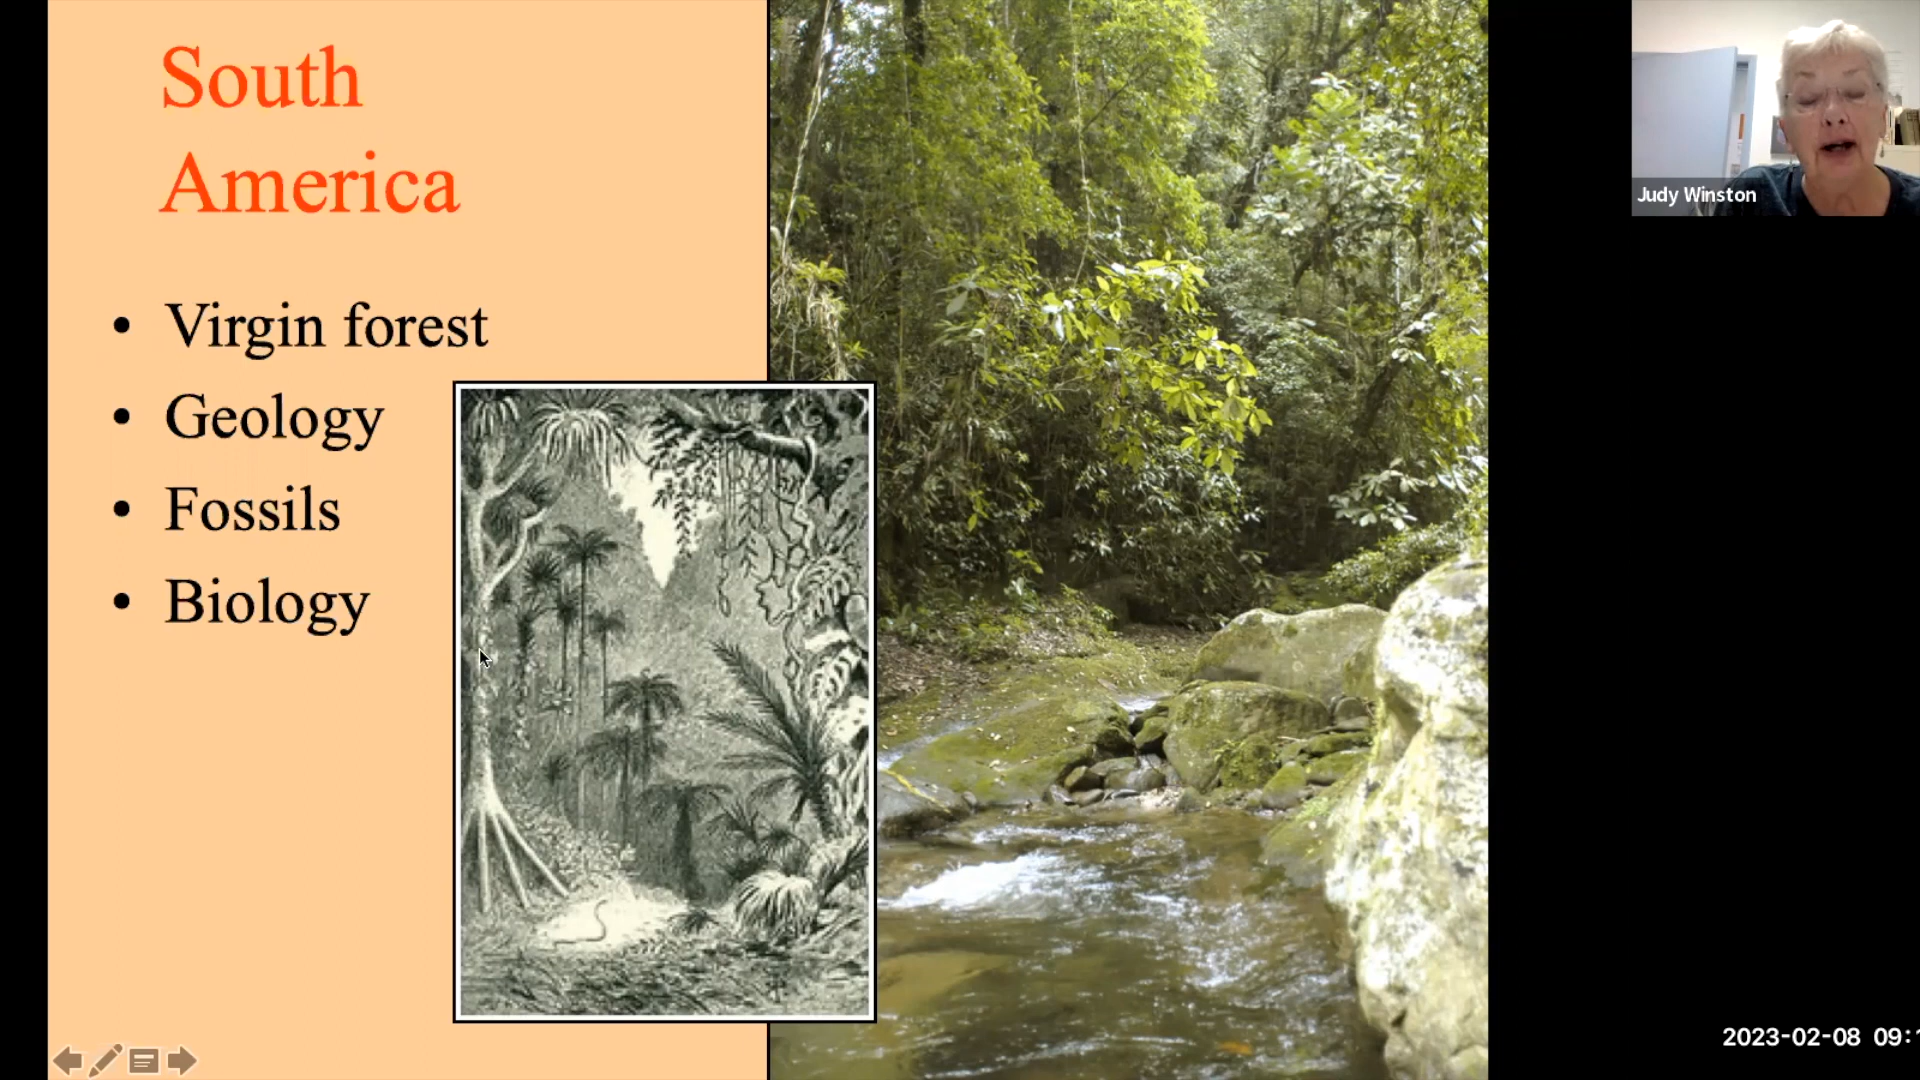 South
America
• Virgin forest
• Geology
• Fossils
• Biology
Judy Winston
2023-02-08 09: